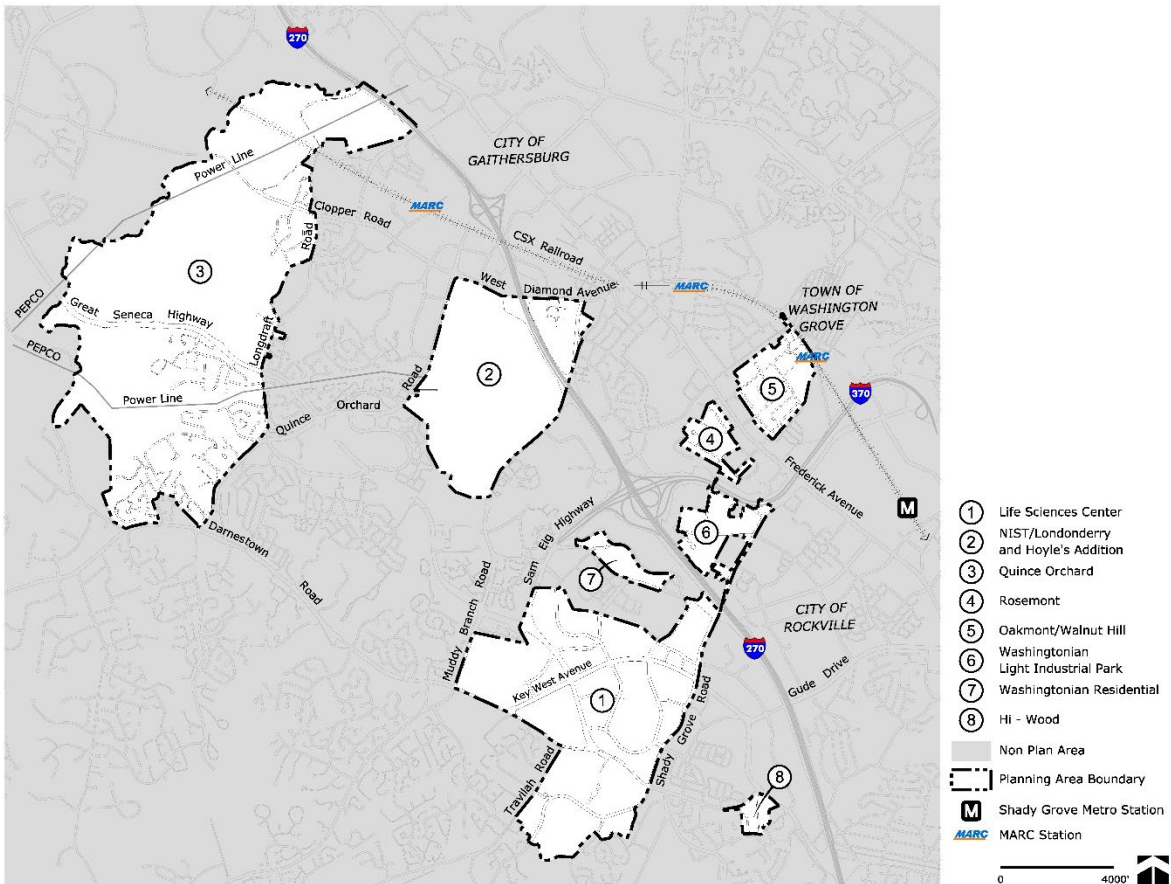 270
CITY OF
GAITHERSBURG
Power Line
Clopper Road
MARC
CSX Railroad
Road
3
West Diamond Avenue
MARC
TOWN OF
WASHINGTON
GROVE
PEPCO
Great Seneca Highway
Longdraft
PEPCO
MARC
Power Line
Road
2
5
370
Quince Orchard
4
Frederick Avenue
M
Darnestown Road
Sam Eig Highway
6
7
Muddy Branch Road
CITY OF
ROCKVILLE
270
Key West Avenue
1
Gude Drive
Shady Grove Road
Travilah Road
8
1 Life Sciences Center
2 NIST/Londonderry
and Hoyle's Addition
3 Quince Orchard
4 Rosemont
5 Oakmont/Walnut Hill
6 Washingtonian
Light Industrial Park
7 Washingtonian Residential
8 Hi - Wood
Non Plan Area
Planning Area Boundary
M Shady Grove Metro Station
MARC MARC Station
0 4000'